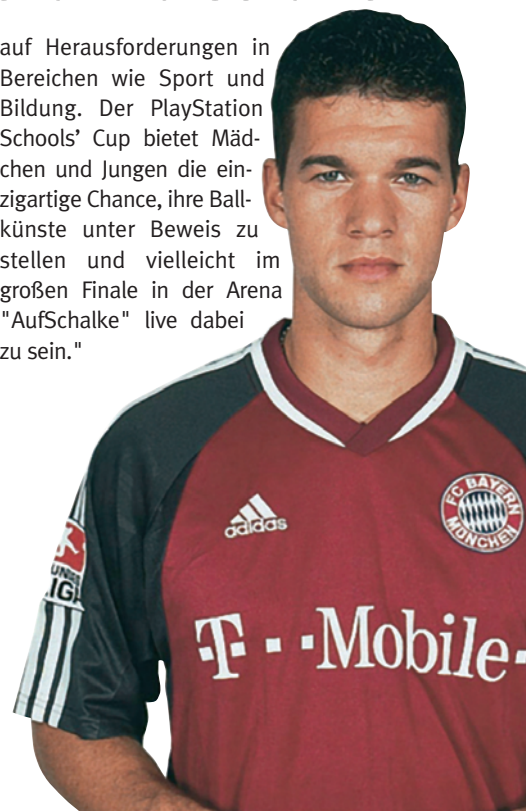 auf Herausforderungen in
Bereichen wie Sport und
Bildung. Der PlayStation
Schools’ Cup bietet Mäd-
chen und Jungen die ein-
zigartige Chance, ihre Ball-
künste unter Beweis zu
stellen und vielleicht im
großen Finale in der Arena
"AufSchalke" live dabei
zu sein."
FC BAYERN
MÜNCHEN
adidas
T··Mobile·